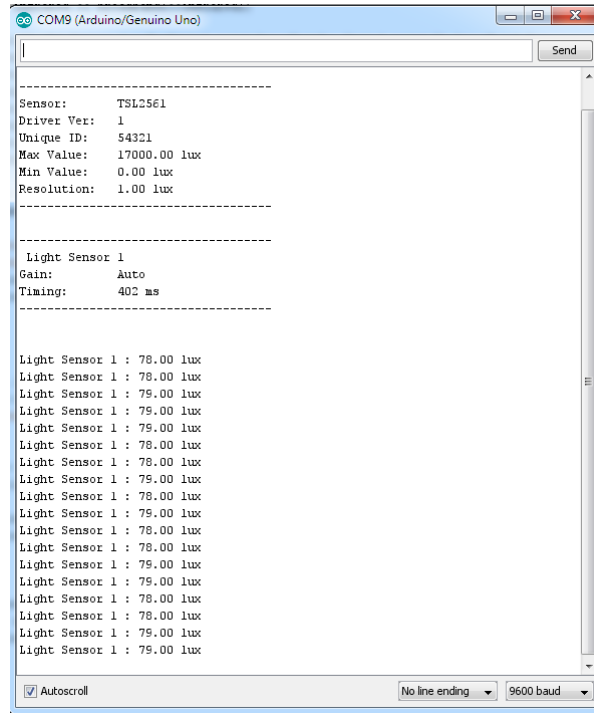 COM9 (Arduino/Genuino Uno)
Send
------------------------------------
Sensor: TSL2561
Driver Ver: 1
Unique ID: 54321
Max Value: 17000.00 lux
Min Value: 0.00 lux
Resolution: 1.00 lux
------------------------------------
------------------------------------
Light Sensor 1
Gain: Auto
Timing: 402 ms
------------------------------------
Light Sensor 1 : 78.00 lux
Light Sensor 1 : 78.00 lux
Light Sensor 1 : 79.00 lux
Light Sensor 1 : 79.00 lux
Light Sensor 1 : 79.00 lux
Light Sensor 1 : 78.00 lux
Light Sensor 1 : 78.00 lux
Light Sensor 1 : 79.00 lux
Light Sensor 1 : 78.00 lux
Light Sensor 1 : 78.00 lux
Light Sensor 1 : 78.00 lux
Light Sensor 1 : 78.00 lux
Light Sensor 1 : 79.00 lux
Light Sensor 1 : 79.00 lux
Light Sensor 1 : 78.00 lux
Light Sensor 1 : 78.00 lux
Light Sensor 1 : 79.00 lux
Light Sensor 1 : 79.00 lux
Autoscroll
No line ending
9600 baud